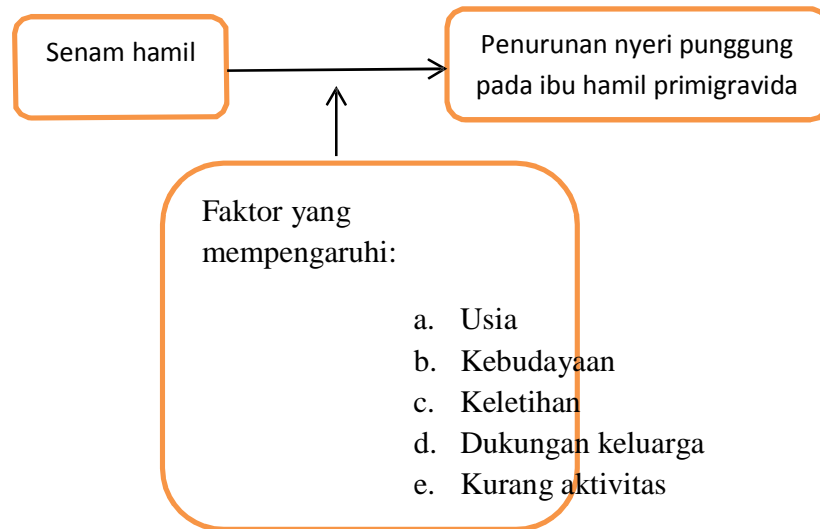 Senam hamil
Penurunan nyeri punggung
pada ibu hamil primigravida
Faktor yang
mempengaruhi:
a. Usia
b. Kebudayaan
c. Keletihan
d. Dukungan keluarga
e. Kurang aktivitas